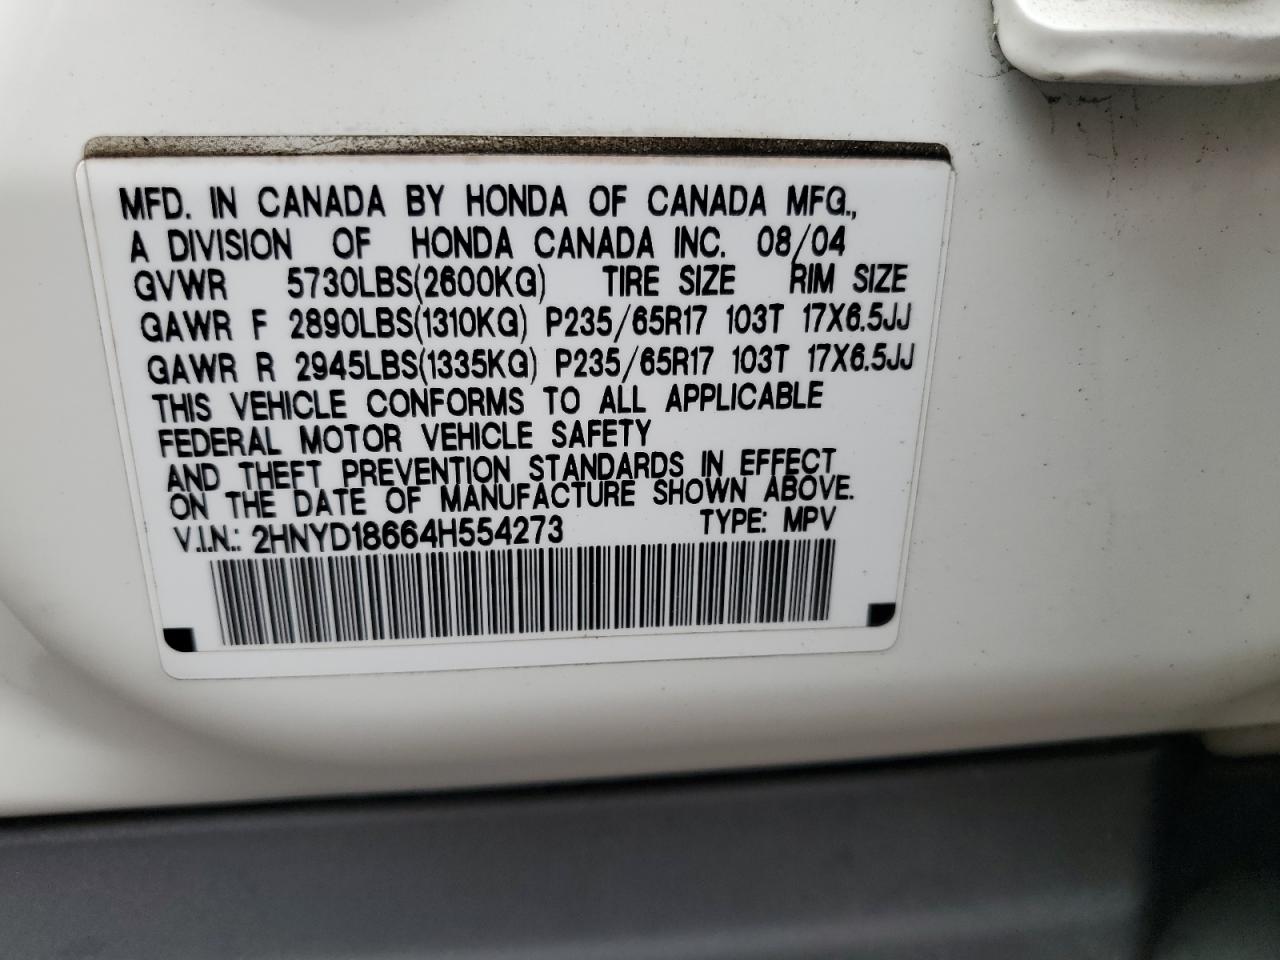 MFD. IN CANADA BY HONDA OF CANADA MFG.,
A DIVISION OF HONDA CANADA INC. 08/04
GVWR 5730LBS(2600KG) TIRE SIZE RIM SIZE
GAWR F 2890LBS(1310KG) P235/65R17 103T 17X6.5JJ
GAWR R 2945LBS(1335KG) P235/65R17 103T 17X6.5JJ
THIS VEHICLE CONFORMS TO ALL APPLICABLE
FEDERAL MOTOR VEHICLE SAFETY
AND THEFT PREVENTION STANDARDS IN EFFECT
ON THE DATE OF MANUFACTURE SHOWN ABOVE.
V.I.N.: 2HNYD18664H554273 TYPE: MPV